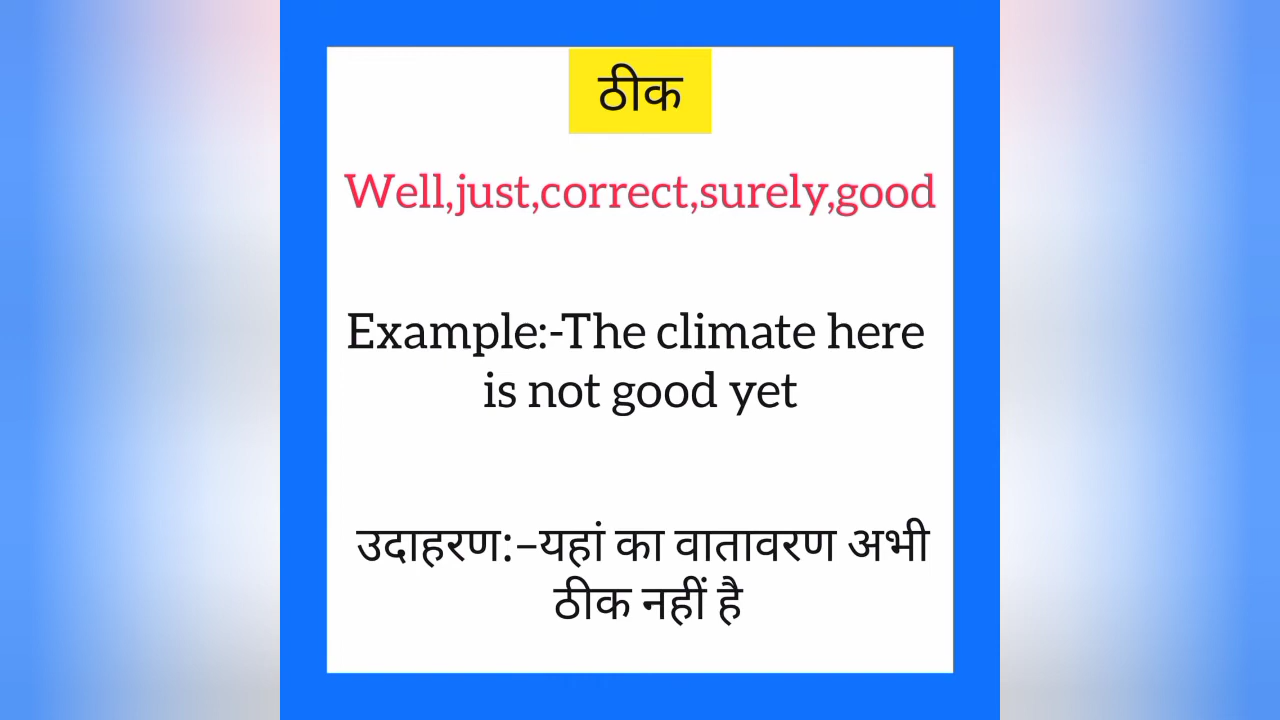 ठीक
Well,just,correct,surely,good
Example:-The climate here
is not good yet
उदाहरण:–यहां का वातावरण अभी
ठीक नहीं है